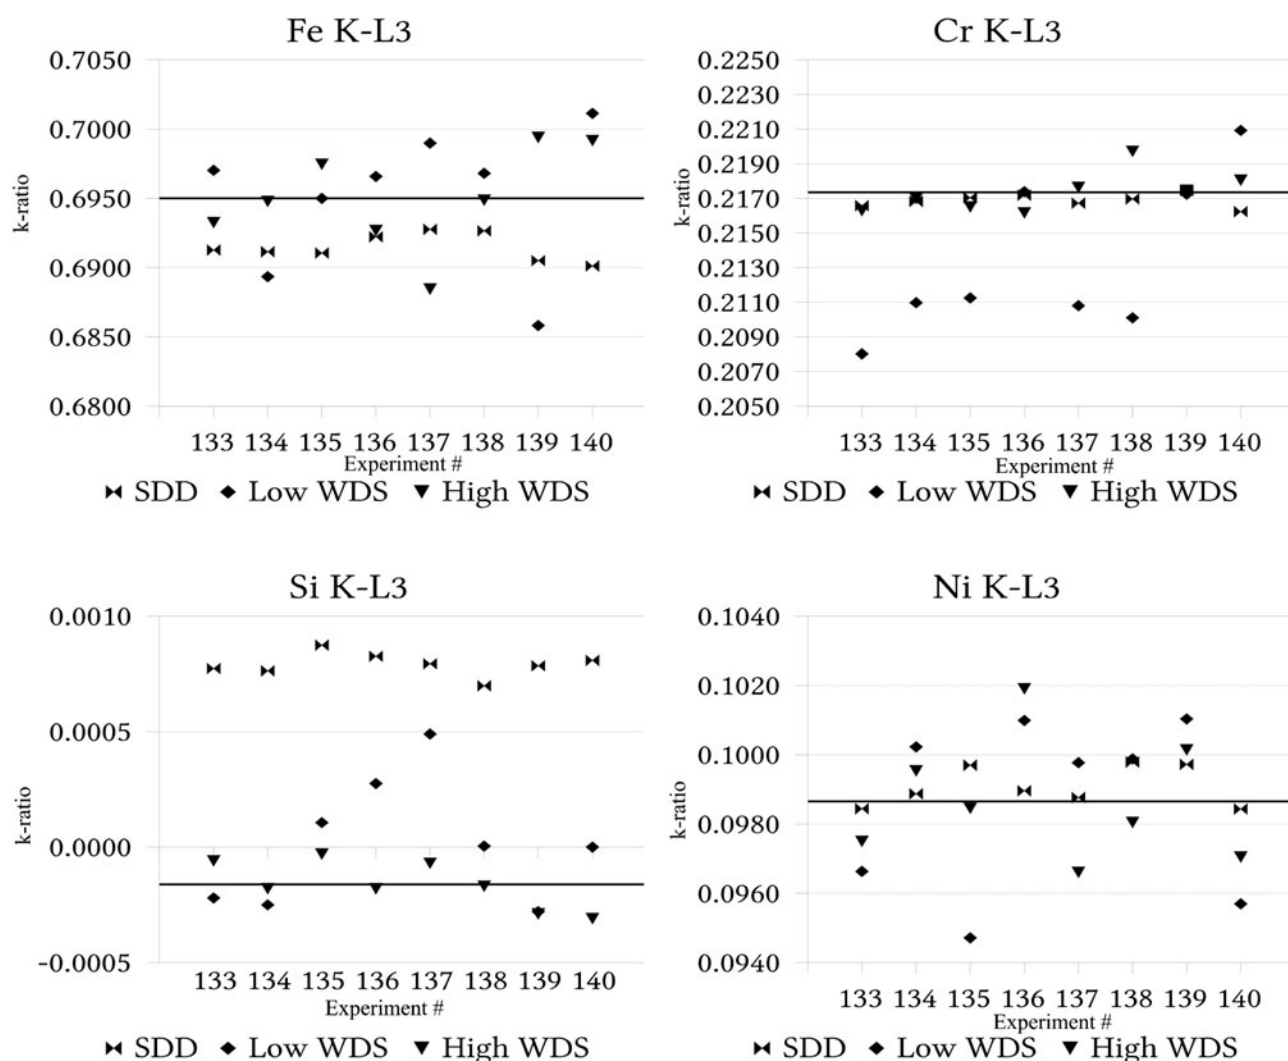 Fe K-L3
0.7050
0.7000
0.6950
0.6900
0.6850
0.6800
k-ratio
133 134 135 136 137 138 139 140
Experiment #
SDD Low WDS High WDS
Cr K-L3
0.2250
0.2230
0.2210
0.2190
0.2170
0.2150
0.2130
0.2110
0.2090
0.2070
0.2050
k-ratio
133 134 135 136 137 138 139 140
Experiment #
SDD Low WDS High WDS
Si K-L3
0.0010
0.0005
0.0000
-0.0005
k-ratio
133 134 135 136 137 138 139 140
Experiment #
SDD Low WDS High WDS
Ni K-L3
0.1040
0.1020
0.1000
0.0980
0.0960
0.0940
k-ratio
133 134 135 136 137 138 139 140
Experiment #
SDD Low WDS High WDS